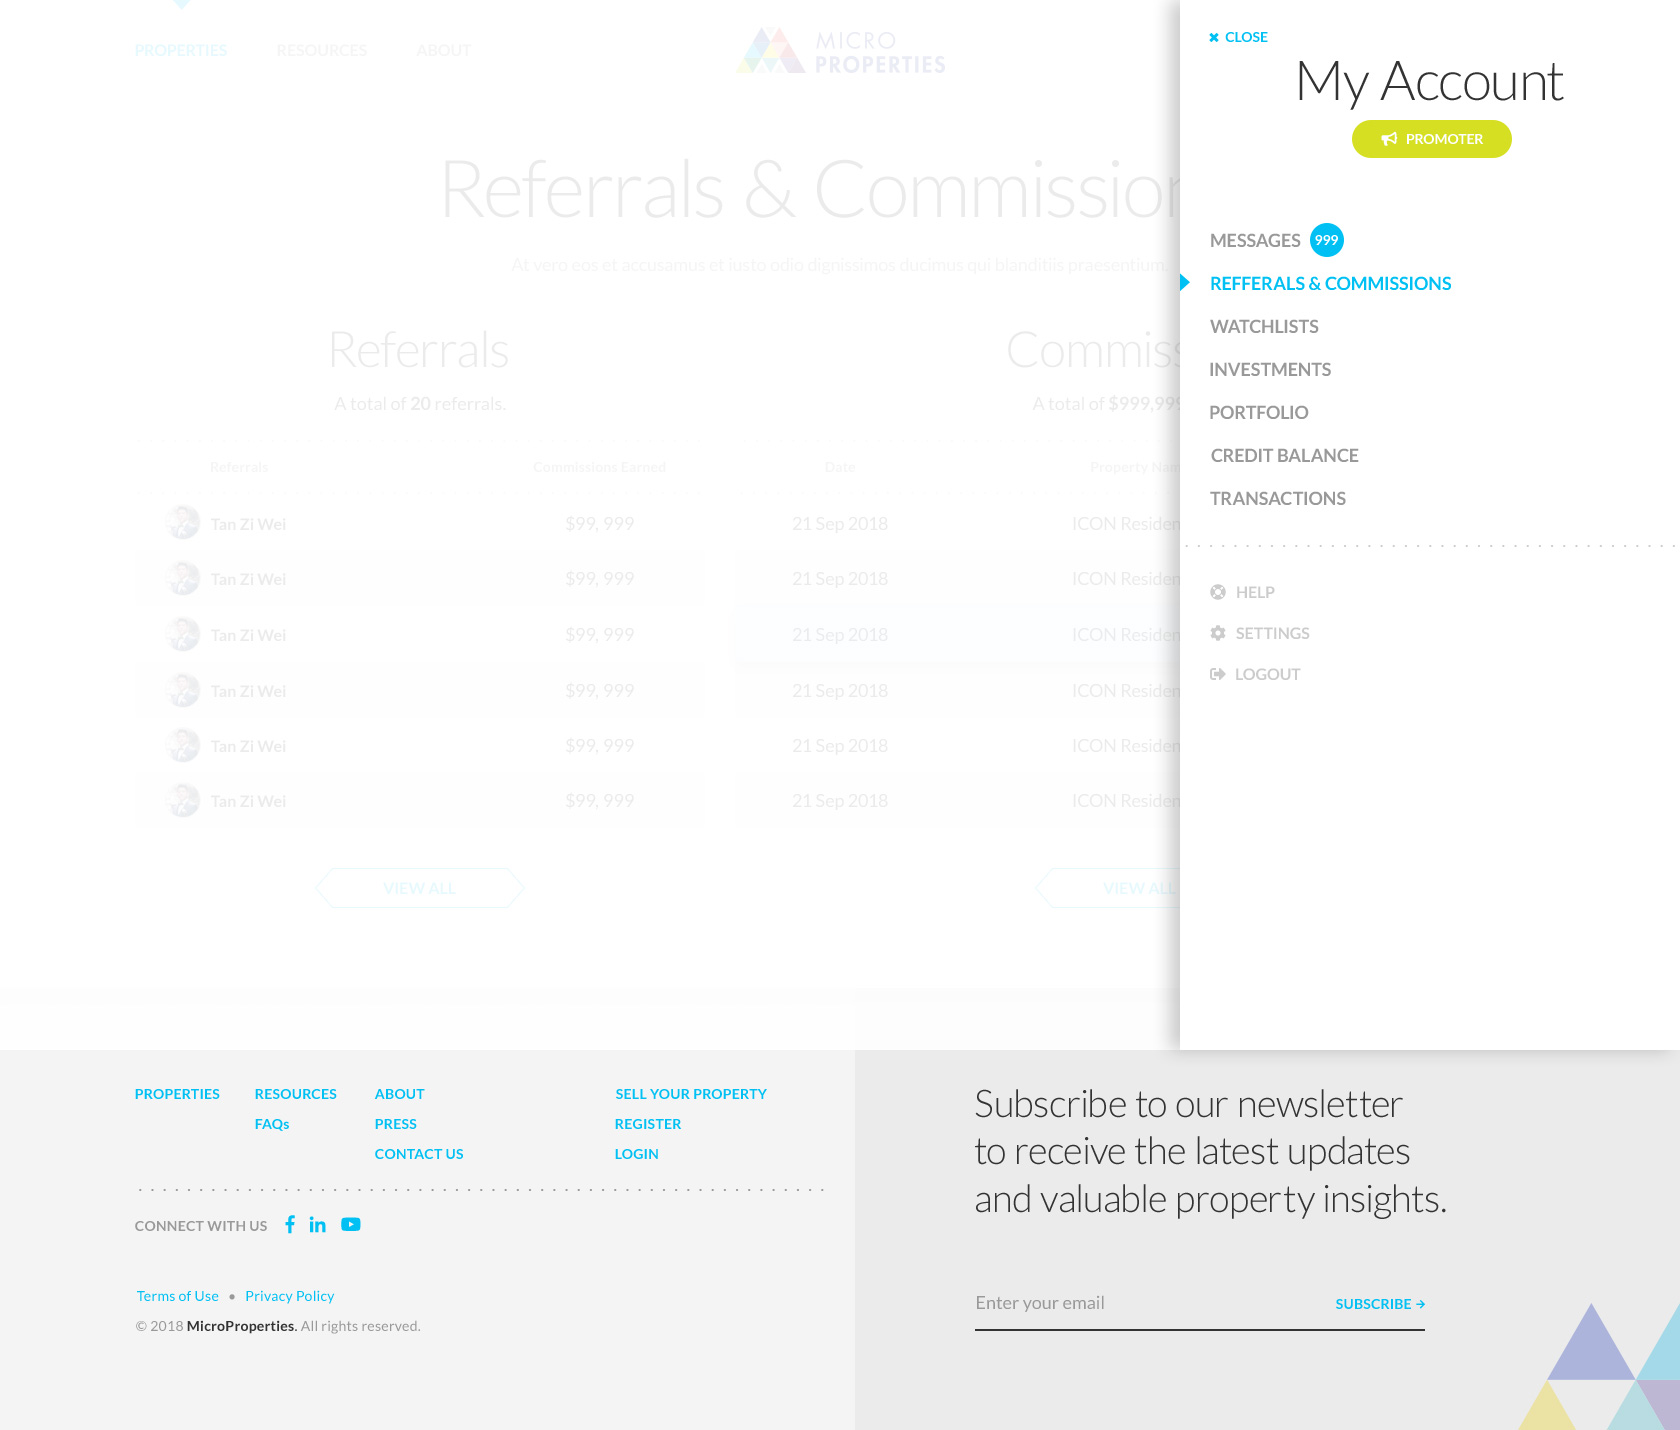 CLOSE
My Account
PROMOTER
MESSAGES 999
REFFERALS & COMMISSIONS
WATCHLISTS
INVESTMENTS
PORTFOLIO
CREDIT BALANCE
TRANSACTIONS
HELP
SETTINGS
LOGOUT
PROPERTIES RESOURCES ABOUT
MICRO
PROPERTIES
Referrals & Commission
At vero eos et accusamus et iusto odio dignissimos ducimus qui blanditiis praesentium.
Referrals
A total of 20 referrals.
Referrals Commissions Earned
Tan Zi Wei $99, 999
Tan Zi Wei $99, 999
Tan Zi Wei $99, 999
Tan Zi Wei $99, 999
Tan Zi Wei $99, 999
Tan Zi Wei $99, 999
VIEW ALL
Commiss
A total of $999,999
Date Property Nam
21 Sep 2018 ICON Residen
21 Sep 2018 ICON Residen
21 Sep 2018 ICON Residen
21 Sep 2018 ICON Residen
21 Sep 2018 ICON Residen
21 Sep 2018 ICON Residen
VIEW ALL
PROPERTIES RESOURCES ABOUT SELL YOUR PROPERTY
FAQs PRESS REGISTER
CONTACT US LOGIN
CONNECT WITH US
Terms of Use • Privacy Policy
© 2018 MicroProperties. All rights reserved.
Subscribe to our newsletter
to receive the latest updates
and valuable property insights.
Enter your email SUBSCRIBE →